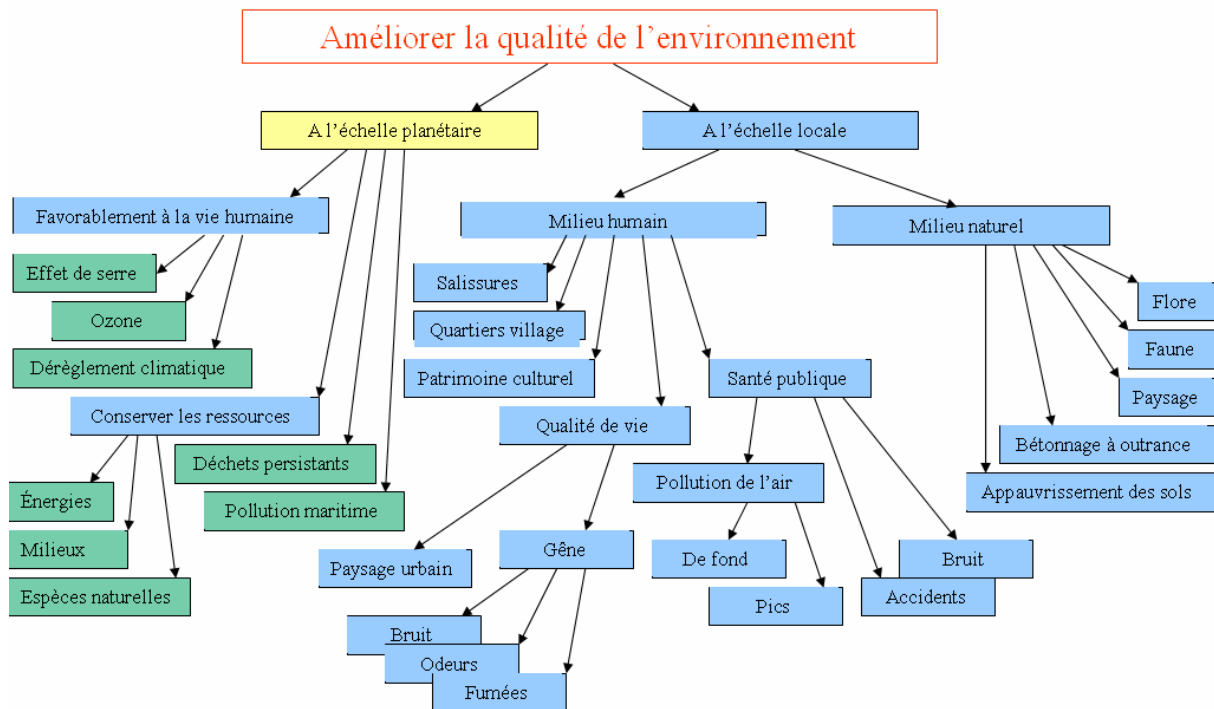 Améliorer la qualité de l'environnement
A l'échelle planétaire
A l'échelle locale
Favorablement à la vie humaine
Milieu humain
Milieu naturel
Effet de serre
Salissures
Flore
Ozone
Quartiers village
Faune
Dérèglement climatique
Patrimoine culturel
Santé publique
Paysage
Conserver les ressources
Qualité de vie
Bétonnage à outrance
Déchets persistants
Énergies
Pollution maritime
Pollution de l'air
Appauvrissement des sols
Milieux
Paysage urbain
Gêne
De fond
Bruit
Espèces naturelles
Pics
Accidents
Bruit
Odeurs
Fumées